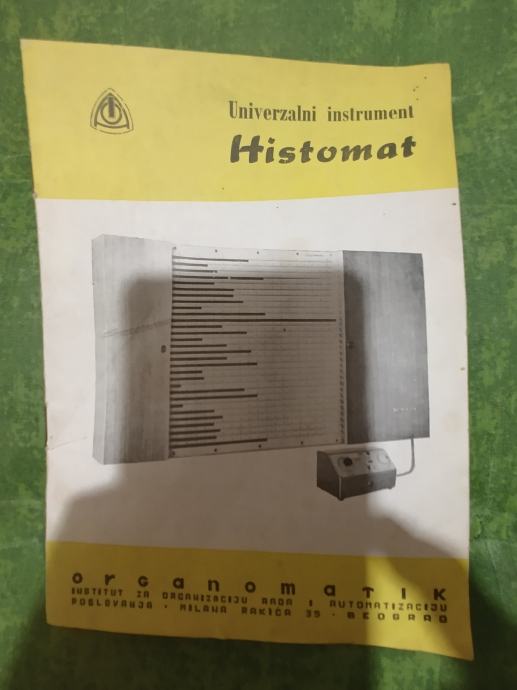 Univerzalni instrument
Histomat
organomatik
INSTITUT ZA ORGANIZACIJU RADA I AUTOMATIZACIJU
POSLOVANJA • MILANA RAKIĆA 35 • BEOGRAD